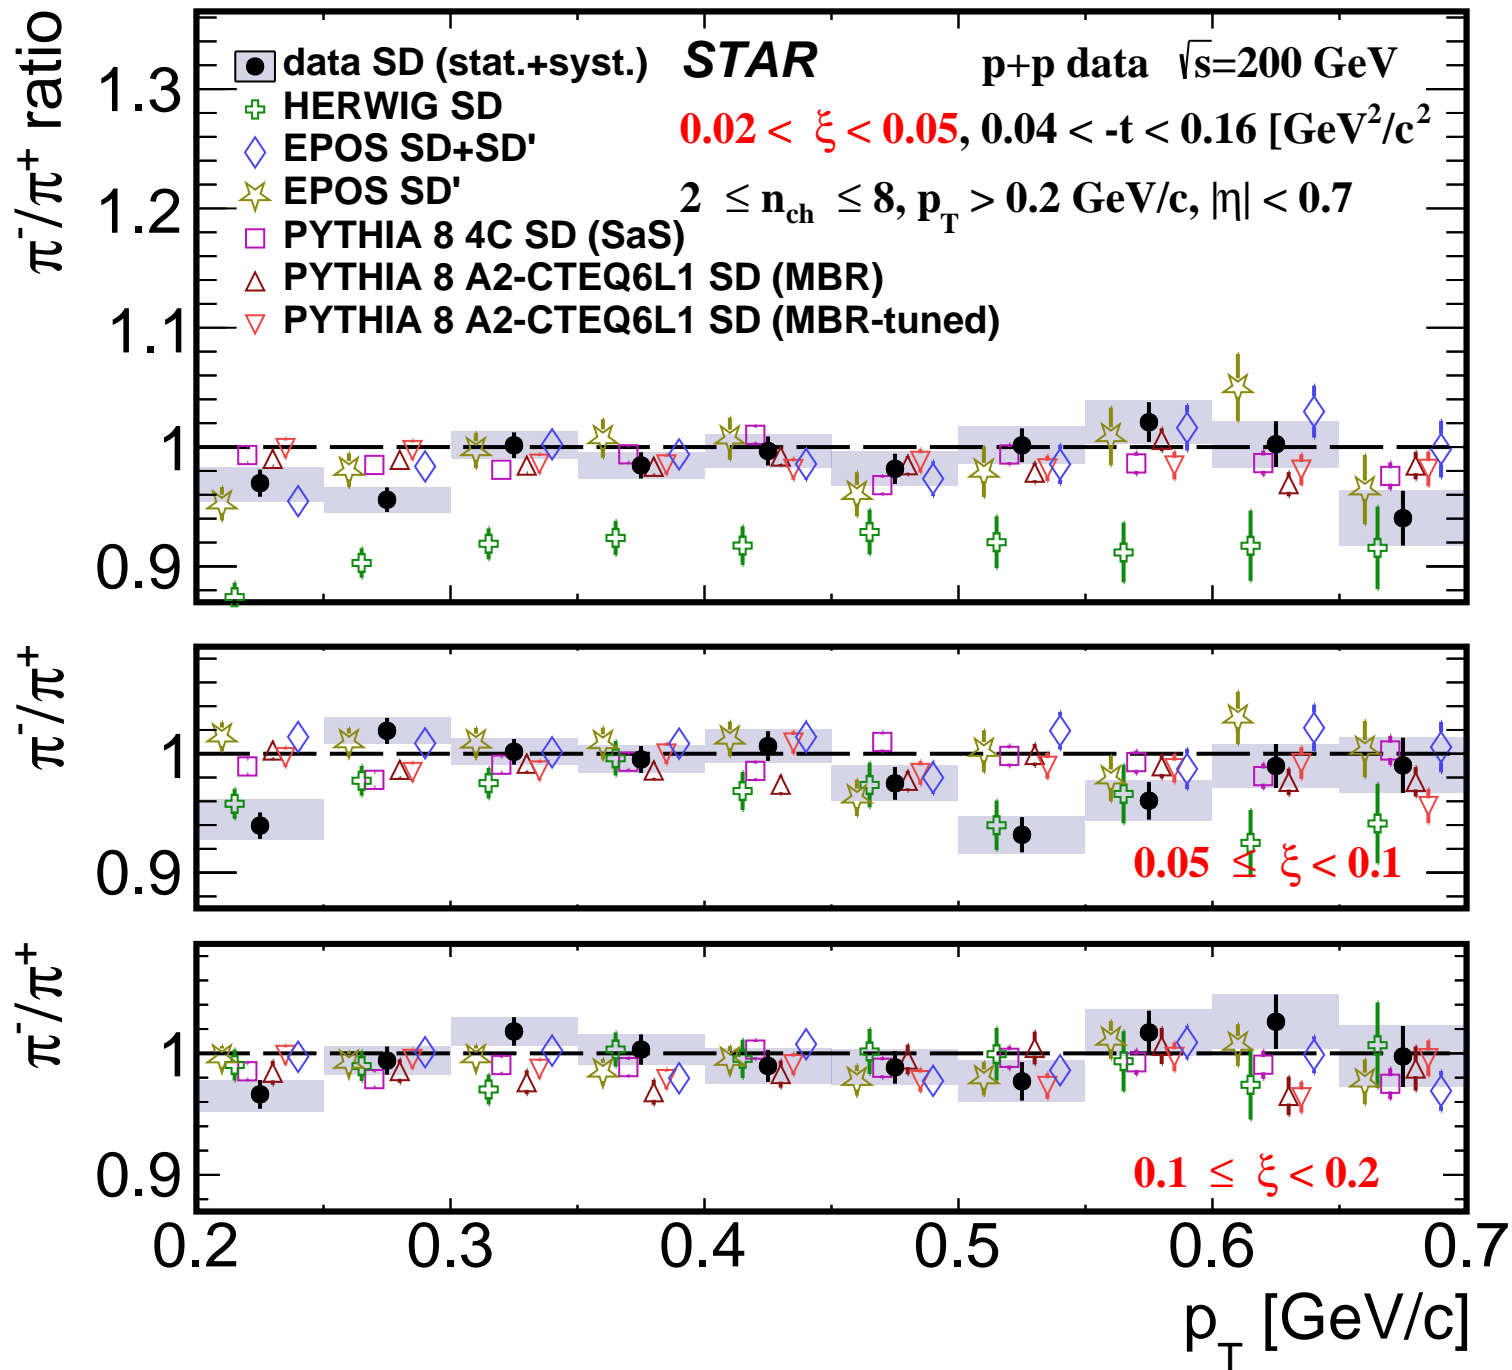 π⁻/π⁺ ratio
1.3
1.2
1.1
1
0.9
data SD (stat.+syst.)
HERWIG SD
EPOS SD+SD'
EPOS SD'
PYTHIA 8 4C SD (SaS)
PYTHIA 8 A2-CTEQ6L1 SD (MBR)
PYTHIA 8 A2-CTEQ6L1 SD (MBR-tuned)
STAR p+p data √s=200 GeV
0.02 < ξ < 0.05, 0.04 < -t < 0.16 [GeV²/c²
2 ≤ n_ch ≤ 8, p_T > 0.2 GeV/c, |η| < 0.7
π⁻/π⁺
1
0.9
0.05 ≤ ξ < 0.1
π⁻/π⁺
1
0.9
0.1 ≤ ξ < 0.2
0.2 0.3 0.4 0.5 0.6 0.7
p_T [GeV/c]